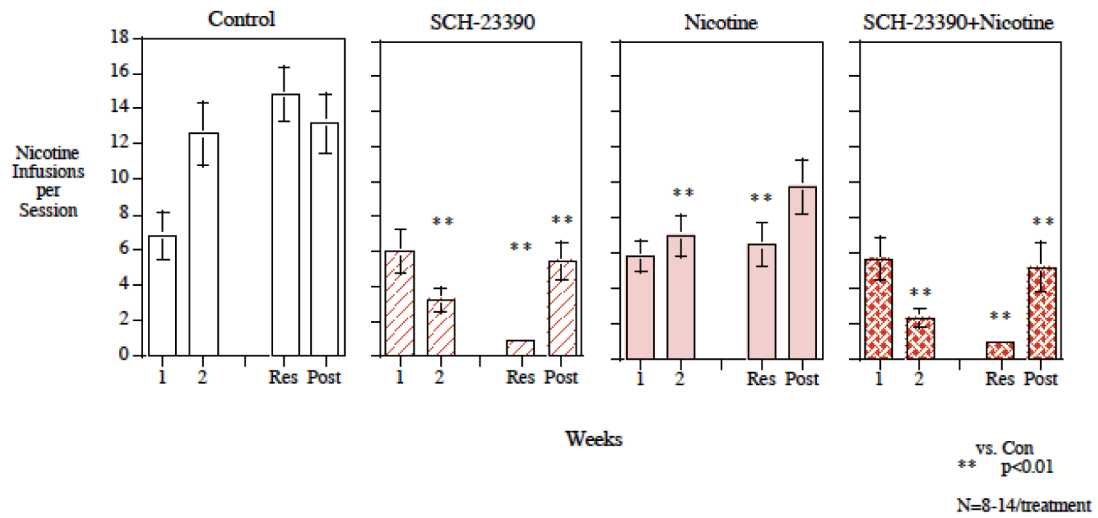 Control
SCH-23390
Nicotine
SCH-23390+Nicotine
Nicotine
Infusions
per
Session
18
16
14
12
10
8
6
4
2
0
1 2 Res Post
** ** **
1 2 Res Post
** **
1 2 Res Post
** ** **
1 2 Res Post
Weeks
vs. Con
** p<0.01
N=8-14/treatment